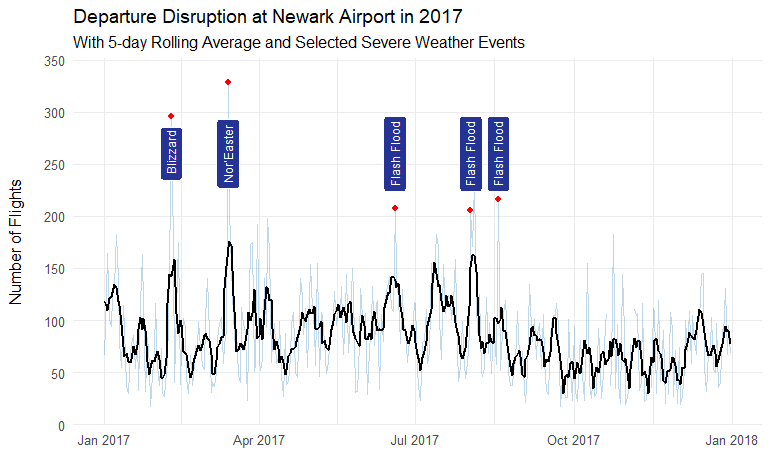 Departure Disruption at Newark Airport in 2017
With 5-day Rolling Average and Selected Severe Weather Events
Number of Flights
350
300
250
200
150
100
50
0
Blizzard
Nor'Easter
Flash Flood
Flash Flood
Flash Flood
Jan 2017
Apr 2017
Jul 2017
Oct 2017
Jan 2018